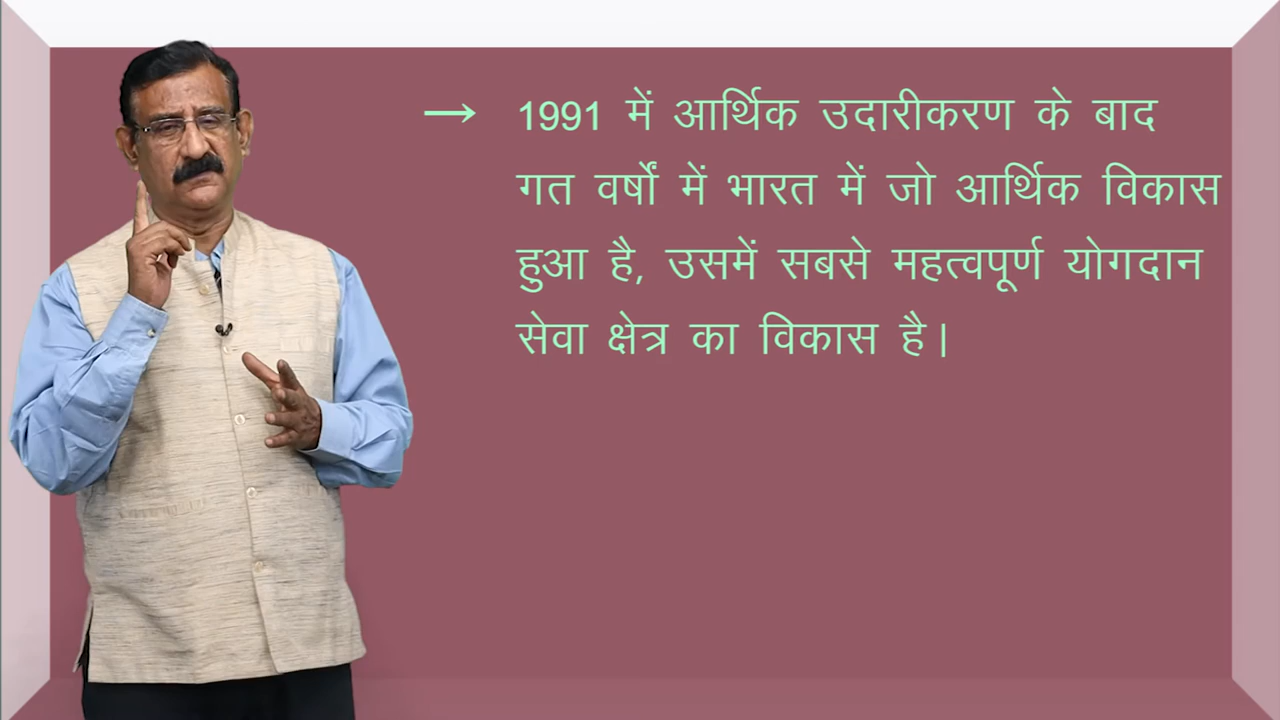 → 1991 में आर्थिक उदारीकरण के बाद
गत वर्षों में भारत में जो आर्थिक विकास
हुआ है, उसमें सबसे महत्वपूर्ण योगदान
सेवा क्षेत्र का विकास है।